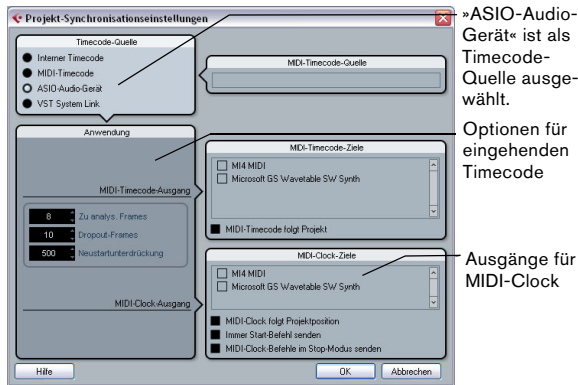 Projekt-Synchronisationseinstellungen
Timecode-Quelle
Interner Timecode
MIDI-Timecode
ASIO-Audio-Gerät
VST System Link
MIDI-Timecode-Quelle
Anwendung
MIDI-Timecode-Ausgang
8 Zu analys. Frames
10 Dropout-Frames
500 Neustartunterdrückung
MIDI-Clock-Ausgang
MIDI-Timecode-Ziele
MI4 MIDI
Microsoft GS Wavetable SW Synth
MIDI-Timecode folgt Projekt
MIDI-Clock-Ziele
MI4 MIDI
Microsoft GS Wavetable SW Synth
MIDI-Clock folgt Projektposition
Immer Start-Befehl senden
MIDI-Clock-Befehle im Stop-Modus senden
Hilfe
OK
Abbrechen
»ASIO-Audio-
Gerät« ist als
Timecode-
Quelle ausge-
wählt.
Optionen für
eingehenden
Timecode
Ausgänge für
MIDI-Clock